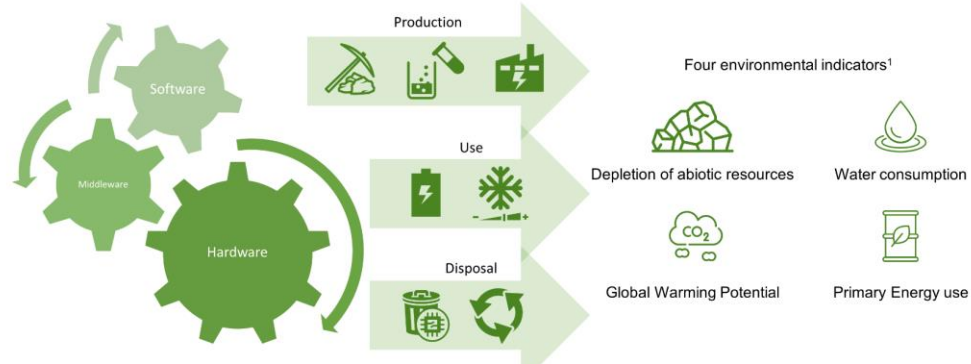 Production
Software
Middleware
Hardware
Use
Disposal
Four environmental indicators¹
Depletion of abiotic resources
Water consumption
CO₂
Global Warming Potential
Primary Energy use